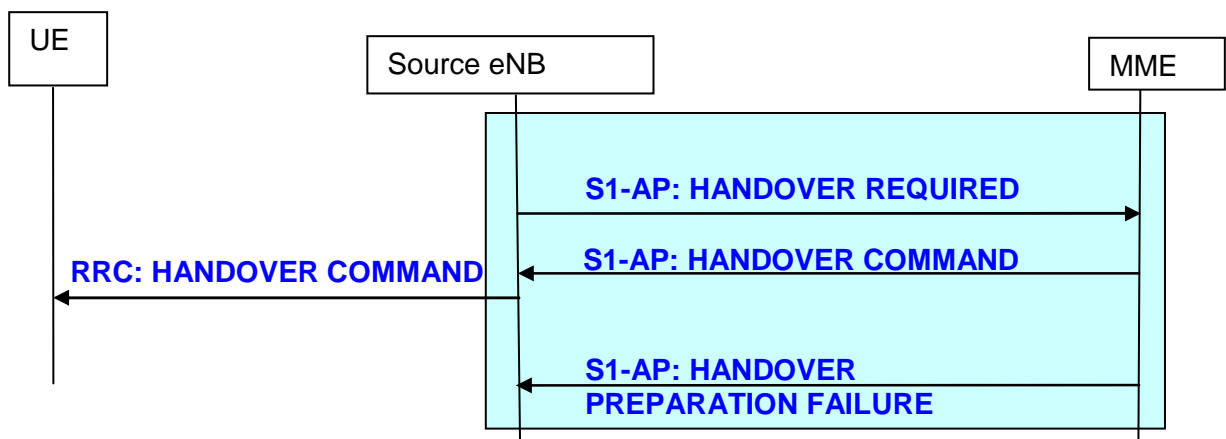 UE
Source eNB
MME
S1-AP: HANDOVER REQUIRED
S1-AP: HANDOVER COMMAND
RRC: HANDOVER COMMAND
S1-AP: HANDOVER
PREPARATION FAILURE